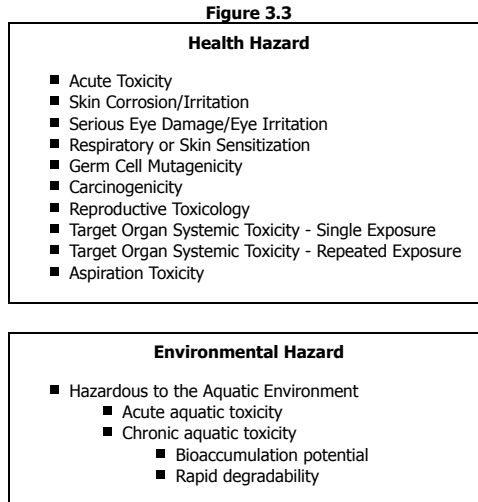 Figure 3.3
Health Hazard
■ Acute Toxicity
■ Skin Corrosion/Irritation
■ Serious Eye Damage/Eye Irritation
■ Respiratory or Skin Sensitization
■ Germ Cell Mutagenicity
■ Carcinogenicity
■ Reproductive Toxicology
■ Target Organ Systemic Toxicity - Single Exposure
■ Target Organ Systemic Toxicity - Repeated Exposure
■ Aspiration Toxicity
Environmental Hazard
■ Hazardous to the Aquatic Environment
■ Acute aquatic toxicity
■ Chronic aquatic toxicity
■ Bioaccumulation potential
■ Rapid degradability